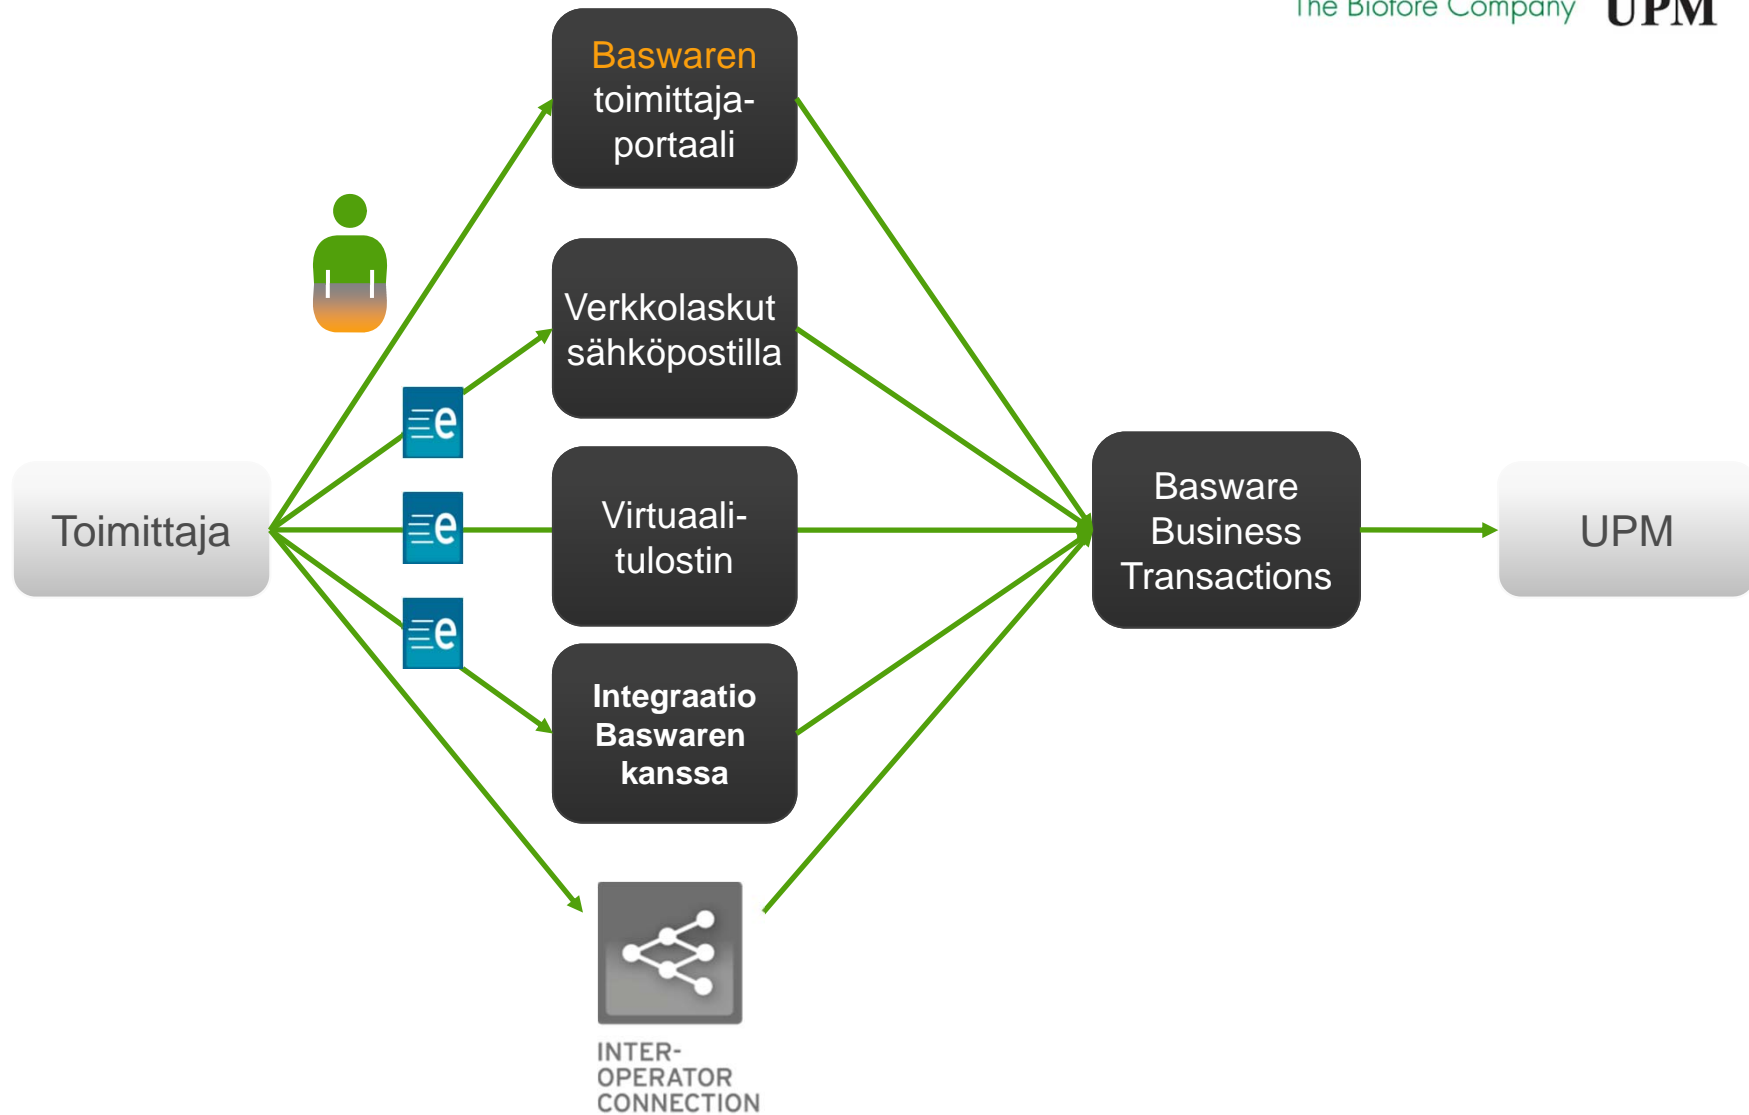 The Biofore Company UPM
Baswaren
toimittaja-
portaali
Verkkolaskut
sähköpostilla
e
e
e
Toimittaja
Virtuaali-
tulostin
Basware
Business
Transactions
UPM
Integraatio
Baswaren
kanssa
INTER-
OPERATOR
CONNECTION